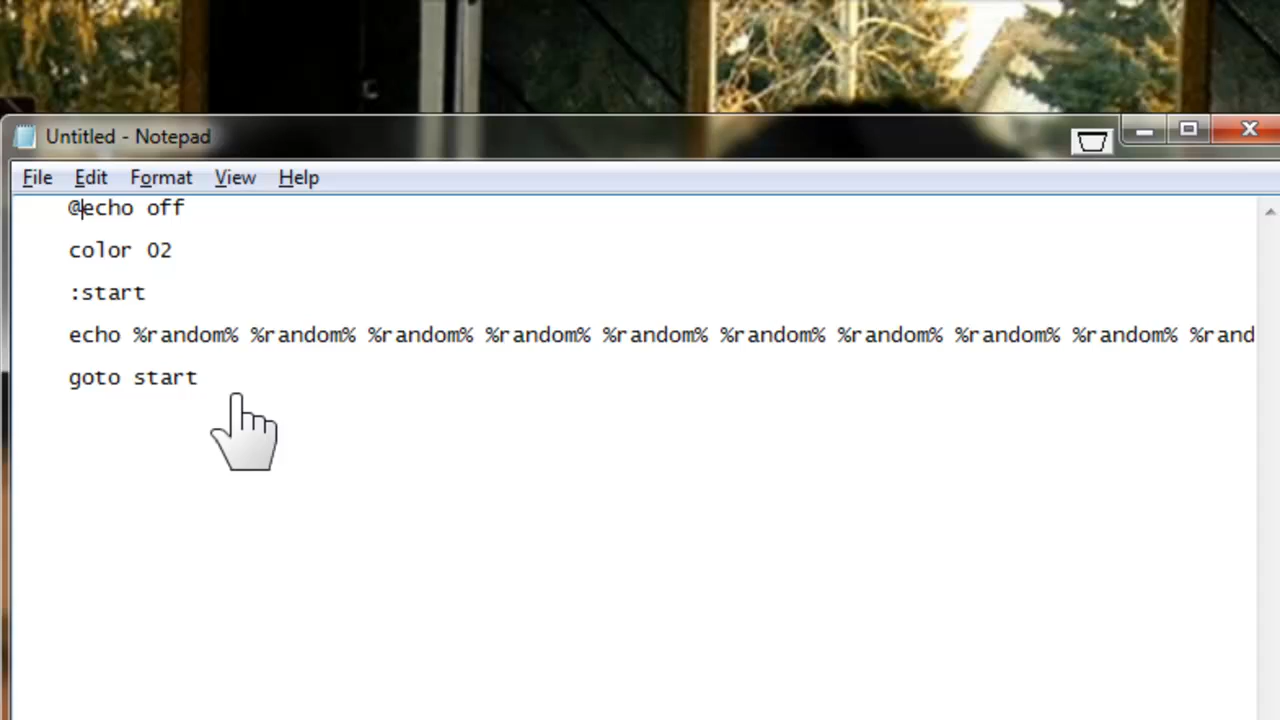 Untitled - Notepad
File Edit Format View Help
@echo off
color 02
:start
echo %random% %random% %random% %random% %random% %random% %random% %random% %random% %rand
goto start